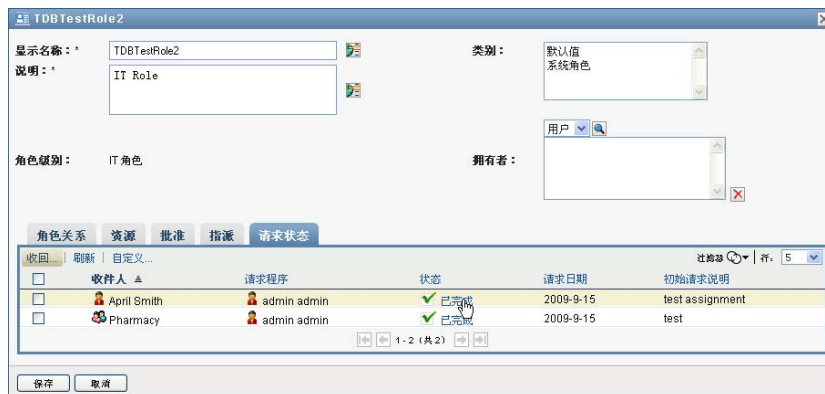 TDBTestRole2
显示名称：* TDBTestRole2 类别： 默认值
系统角色
说明：* IT Role
用户
角色级别： IT 角色 拥有者：
角色关系 资源 批准 指派 请求状态
收回... 刷新 自定义... 过滤器 行： 5
收件人 请求程序 状态 请求日期 初始请求说明
April Smith admin admin 已完成 2009-9-15 test assignment
Pharmacy admin admin 已完成 2009-9-15 test
1 - 2 (共 2)
保存 取消